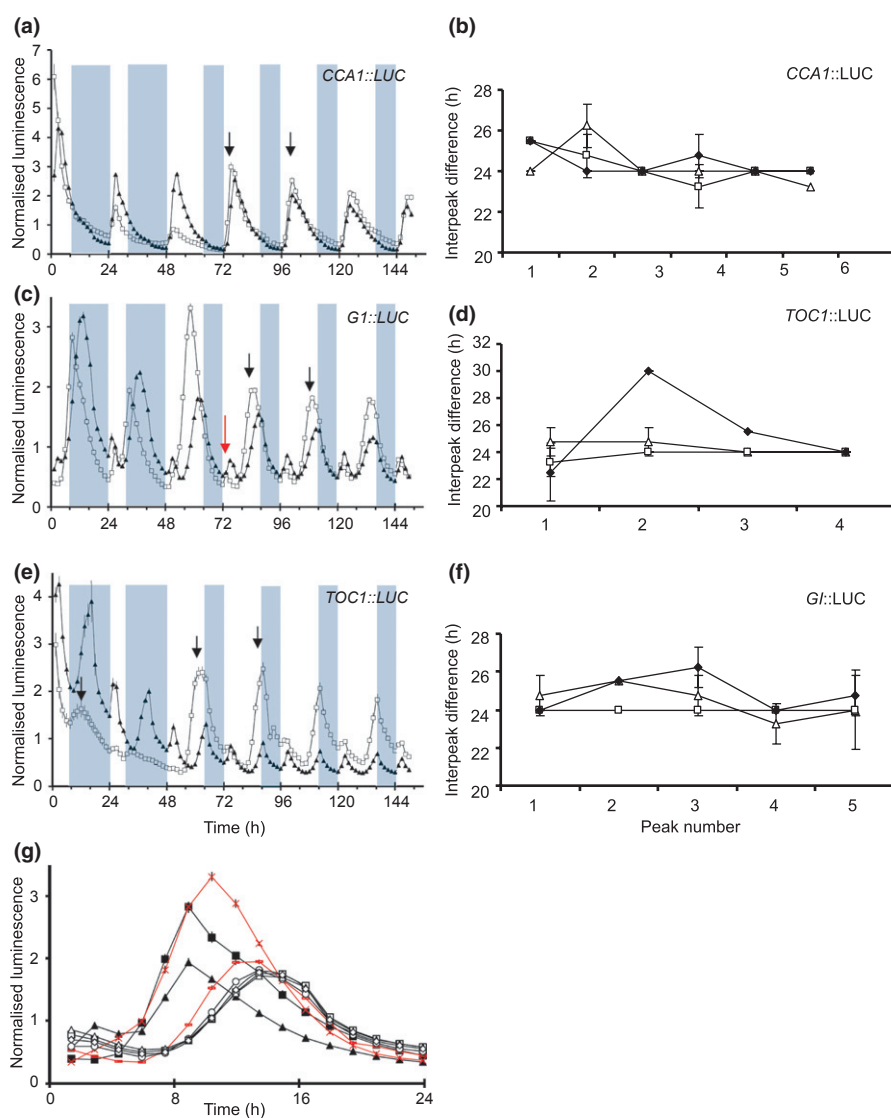 (a)
Normalised luminescence
7
6
5
4
3
2
1
0
CCA1::LUC
0 24 48 72 96 120 144
(b)
Interpeak difference (h)
28
26
24
22
20
CCA1::LUC
1 2 3 4 5 6
(c)
Normalised luminescence
3
2
1
0
G1::LUC
0 24 48 72 96 120 144
(d)
Interpeak difference (h)
32
30
28
26
24
22
20
TOC1::LUC
1 2 3 4
(e)
Normalised luminescence
4
3
2
1
0
TOC1::LUC
0 24 48 72 96 120 144
Time (h)
(f)
Interpeak difference (h)
28
26
24
22
20
GI::LUC
1 2 3 4 5
Peak number
(g)
Normalised luminescence
3
2
1
0
0 8 16 24
Time (h)